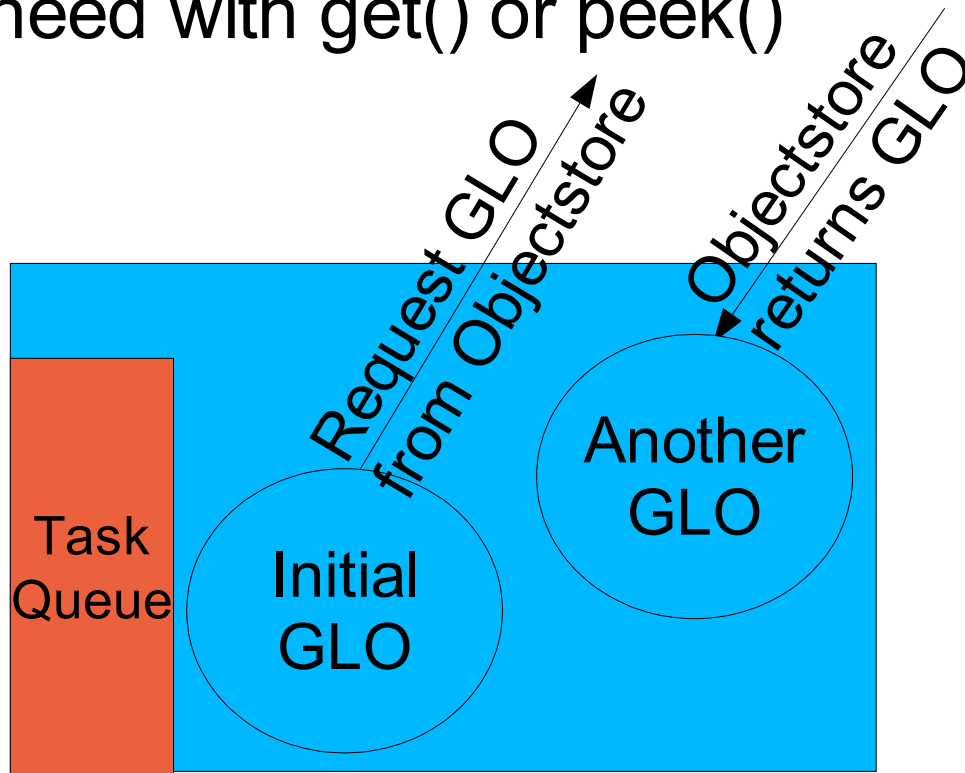 need with get() or peek()
Request GLO
from Objectstore
Objectstore
returns GLO
Another
GLO
Task
Queue
Initial
GLO